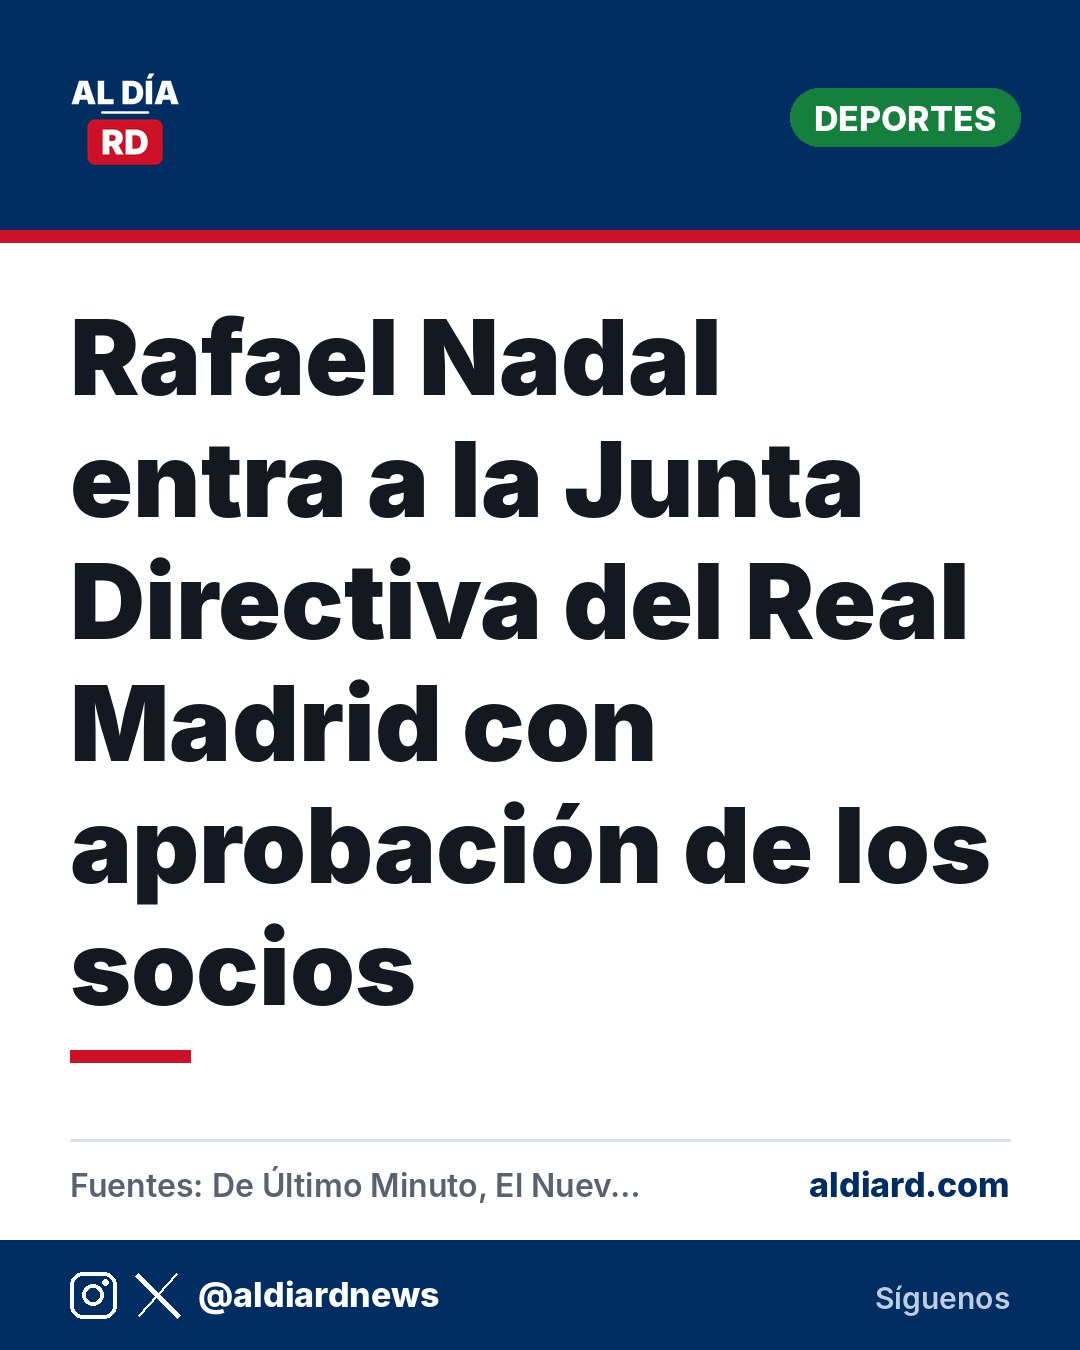 AL DÍA
RD
DEPORTES
Rafael Nadal
entra a la Junta
Directiva del Real
Madrid con
aprobación de los
socios
Fuentes: De Último Minuto, El Nuev...
aldiard.com
@aldiardnews
Síguenos